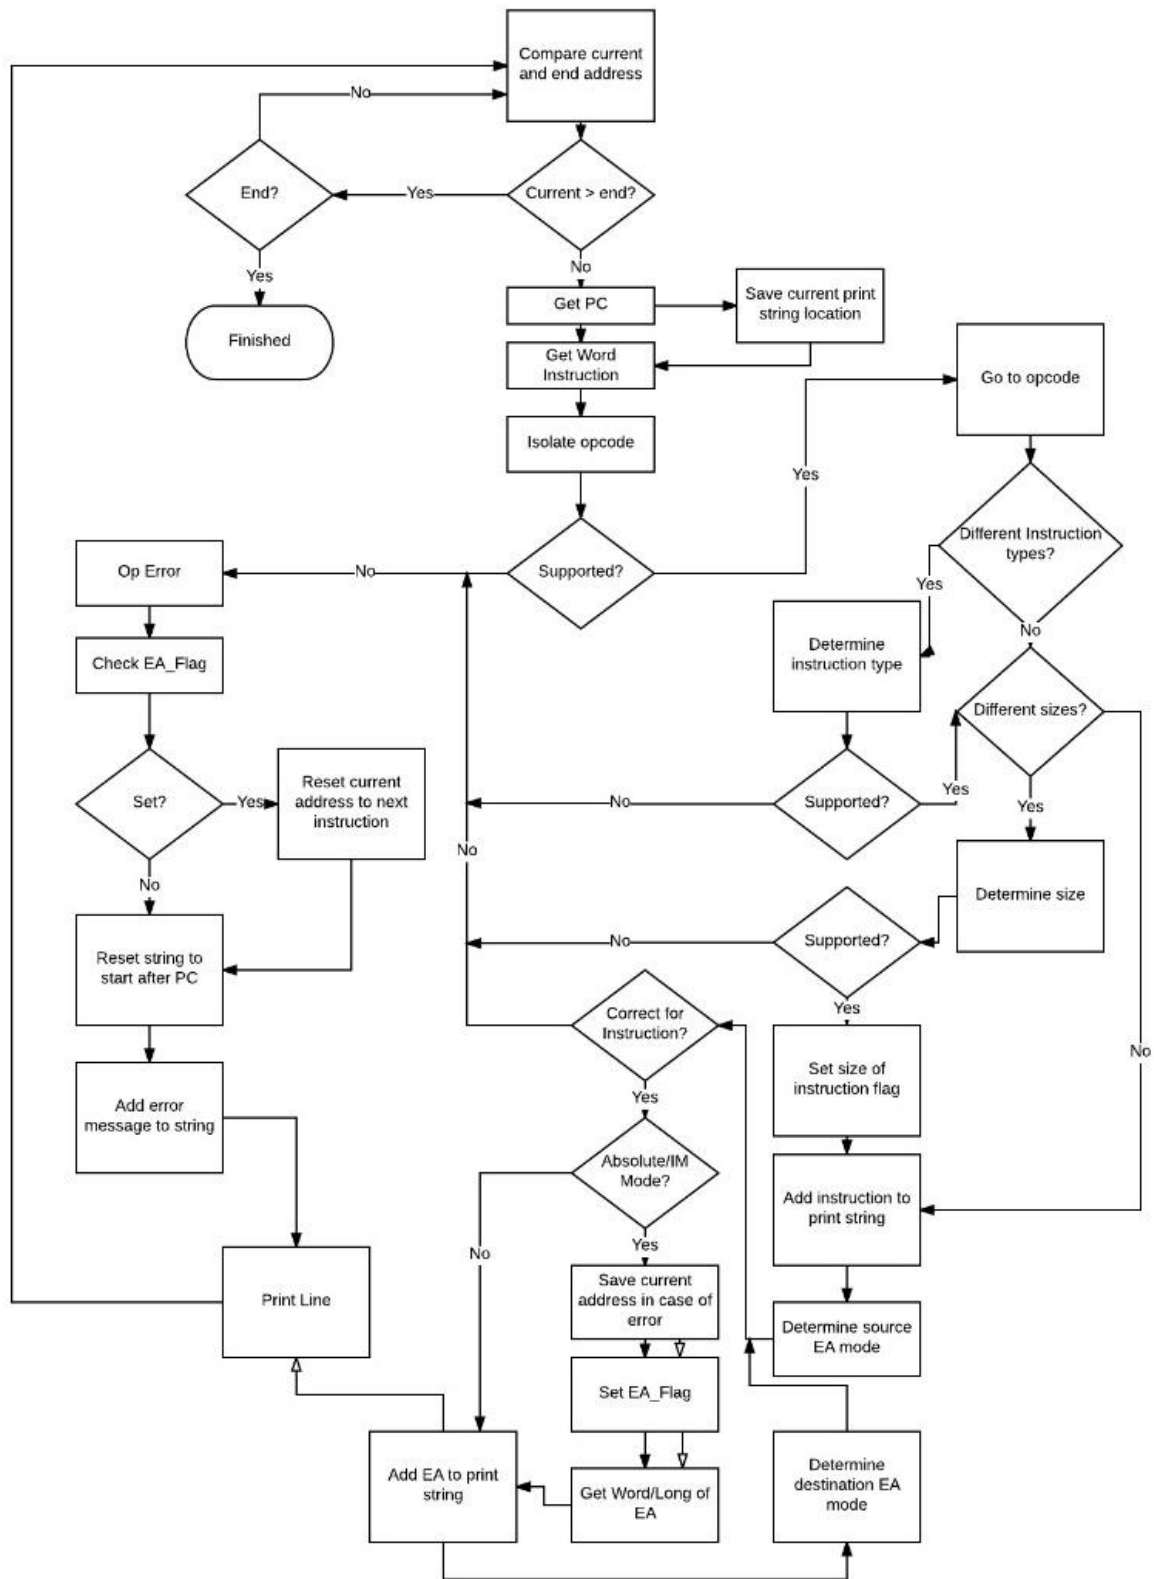 Compare current
and end address
No
End?
Yes
Current > end?
Yes
No
Finished
Get PC
Save current print
string location
Get Word
Instruction
Go to opcode
Isolate opcode
Yes
Different Instruction
types?
Op Error
No
Supported?
Yes
No
Check EA_Flag
Determine
instruction type
Different sizes?
Set?
Yes
Reset current
address to next
instruction
No
Supported?
Yes
Yes
No
No
Determine size
Reset string to
start after PC
No
Supported?
Yes
Correct for
Instruction?
Set size of
instruction flag
No
Add error
message to string
Yes
Absolute/IM
Mode?
Add instruction to
print string
No
Yes
Print Line
Save current
address in case of
error
Determine source
EA mode
Set EA_Flag
Add EA to print
string
Get Word/Long of
EA
Determine
destination EA
mode